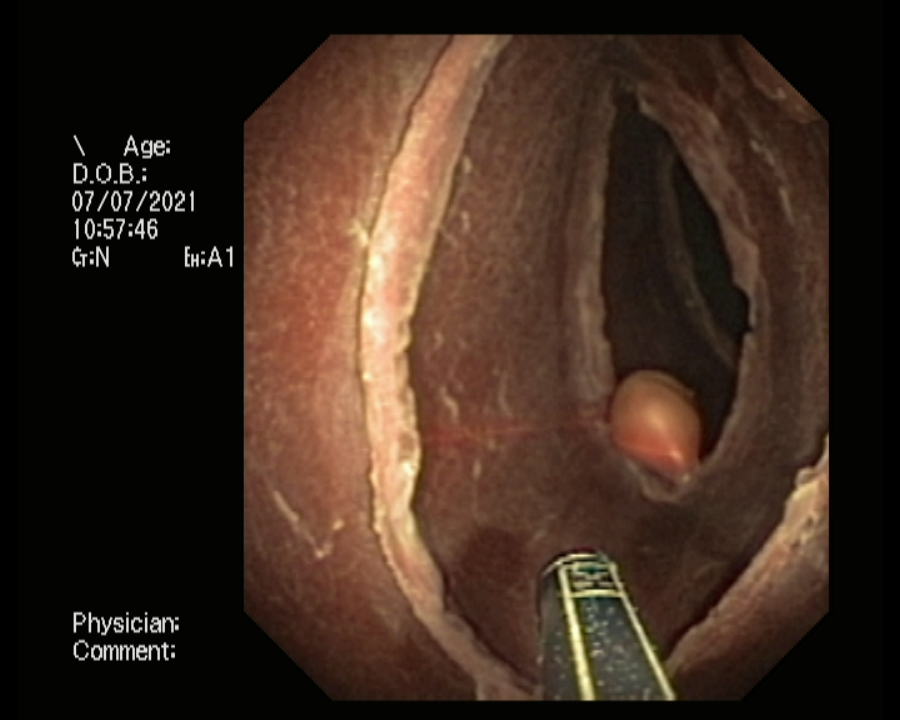 \ Age:
D.O.B.:
07/07/2021
10:57:46
Cr:N EH:A1
Physician:
Comment: